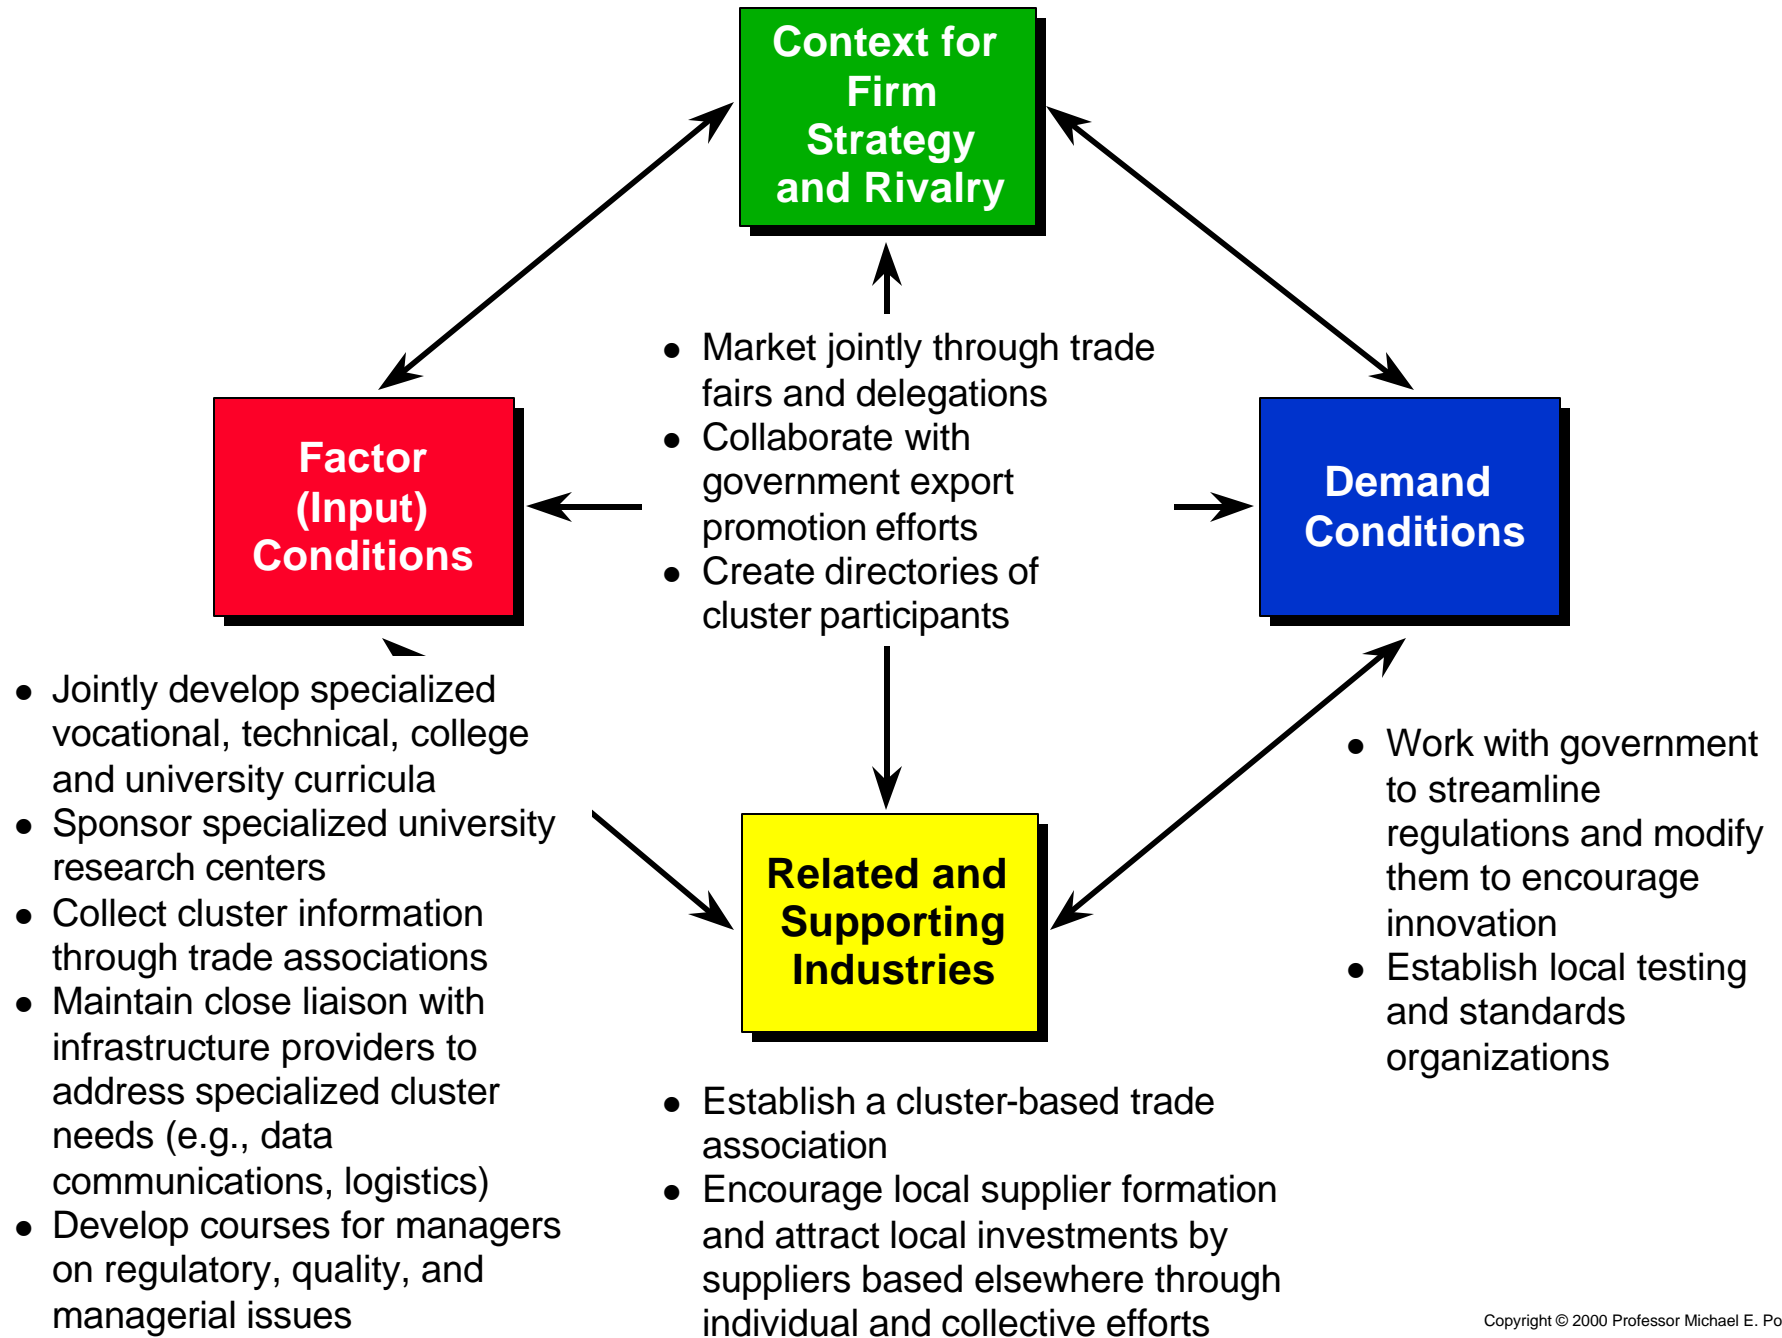 Context for
Firm
Strategy
and Rivalry
● Market jointly through trade
fairs and delegations
● Collaborate with
government export
promotion efforts
● Create directories of
cluster participants
Factor
(Input)
Conditions
Demand
Conditions
● Jointly develop specialized
vocational, technical, college
and university curricula
● Sponsor specialized university
research centers
● Collect cluster information
through trade associations
● Maintain close liaison with
infrastructure providers to
address specialized cluster
needs (e.g., data
communications, logistics)
● Develop courses for managers
on regulatory, quality, and
managerial issues
Related and
Supporting
Industries
● Establish a cluster-based trade
association
● Encourage local supplier formation
and attract local investments by
suppliers based elsewhere through
individual and collective efforts
● Work with government
to streamline
regulations and modify
them to encourage
innovation
● Establish local testing
and standards
organizations
Copyright © 2000 Professor Michael E. Po